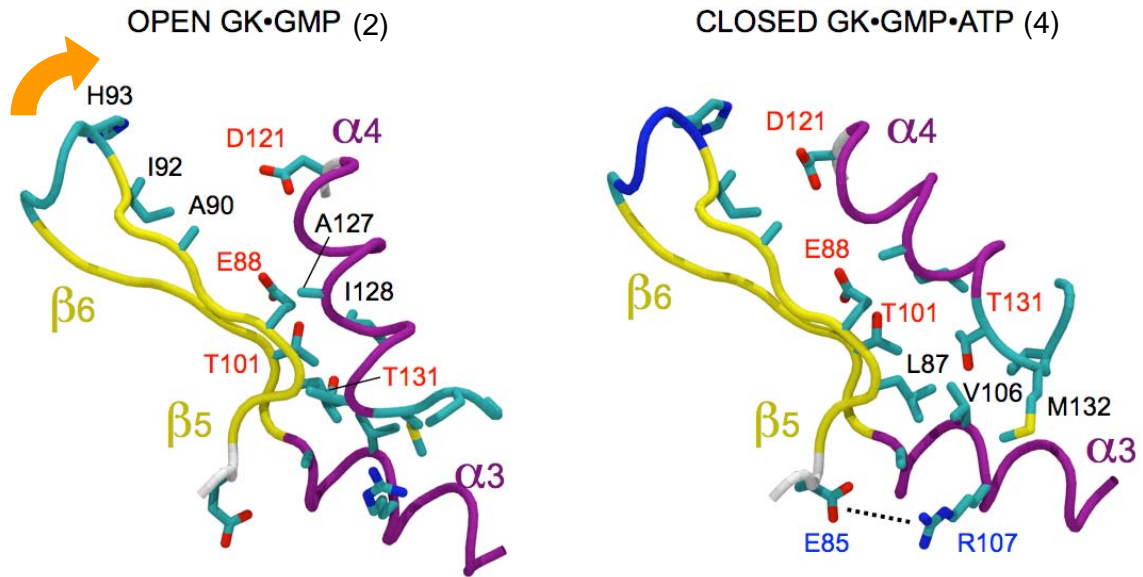 OPEN GK•GMP (2)
H93
I92
A90
D121
α4
A127
E88
I128
β6
T101
T131
β5
α3
CLOSED GK•GMP•ATP (4)
D121
α4
E88
β6
T101
T131
L87
V106
M132
β5
α3
E85
R107